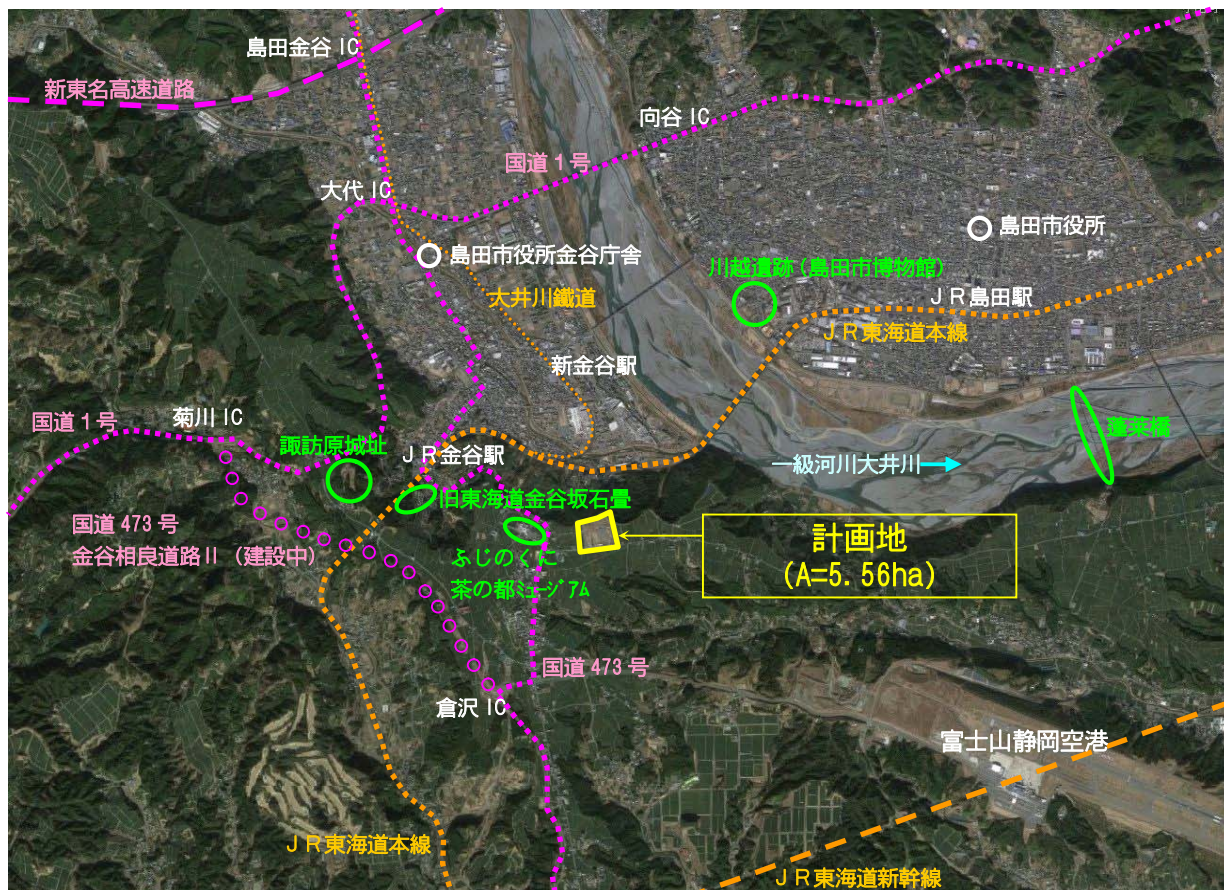 島田金谷 IC
新東名高速道路
向谷 IC
国道 1 号
大代 IC
島田市役所
島田市役所金谷庁舎
川越遺跡(島田市博物館)
大井川鐵道
ＪＲ島田駅
ＪＲ東海道本線
新金谷駅
菊川 IC
国道 1 号
諏訪原城址
ＪＲ金谷駅
蓬莱橋
一級河川大井川
旧東海道金谷坂石畳
国道 473 号
金谷相良道路Ⅱ（建設中）
計画地
(A=5.56ha)
ふじのくに
茶の都ﾐｭｰｼﾞｱﾑ
国道 473 号
倉沢 IC
富士山静岡空港
ＪＲ東海道本線
ＪＲ東海道新幹線